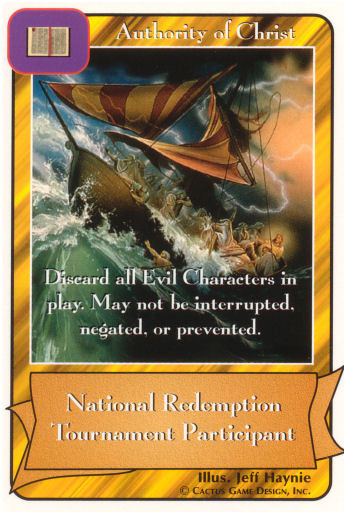 Authority of Christ
Discard all Evil Characters in
play. May not be interrupted,
negated, or prevented.
National Redemption
Tournament Participant
Illus. Jeff Haynie
© Cactus Game Design, Inc.